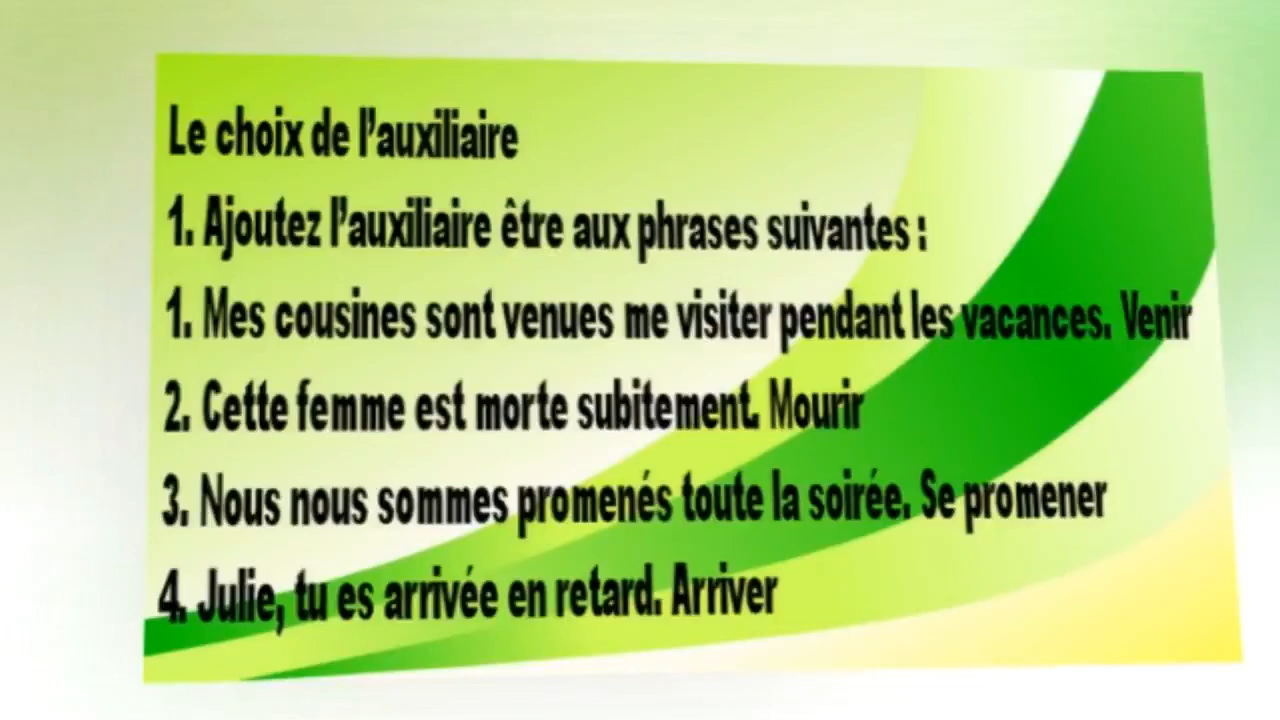 Le choix de l’auxiliaire
1. Ajoutez l’auxiliaire être aux phrases suivantes :
1. Mes cousines sont venues me visiter pendant les vacances. Venir
2. Cette femme est morte subitement. Mourir
3. Nous nous sommes promenés toute la soirée. Se promener
4. Julie, tu es arrivée en retard. Arriver